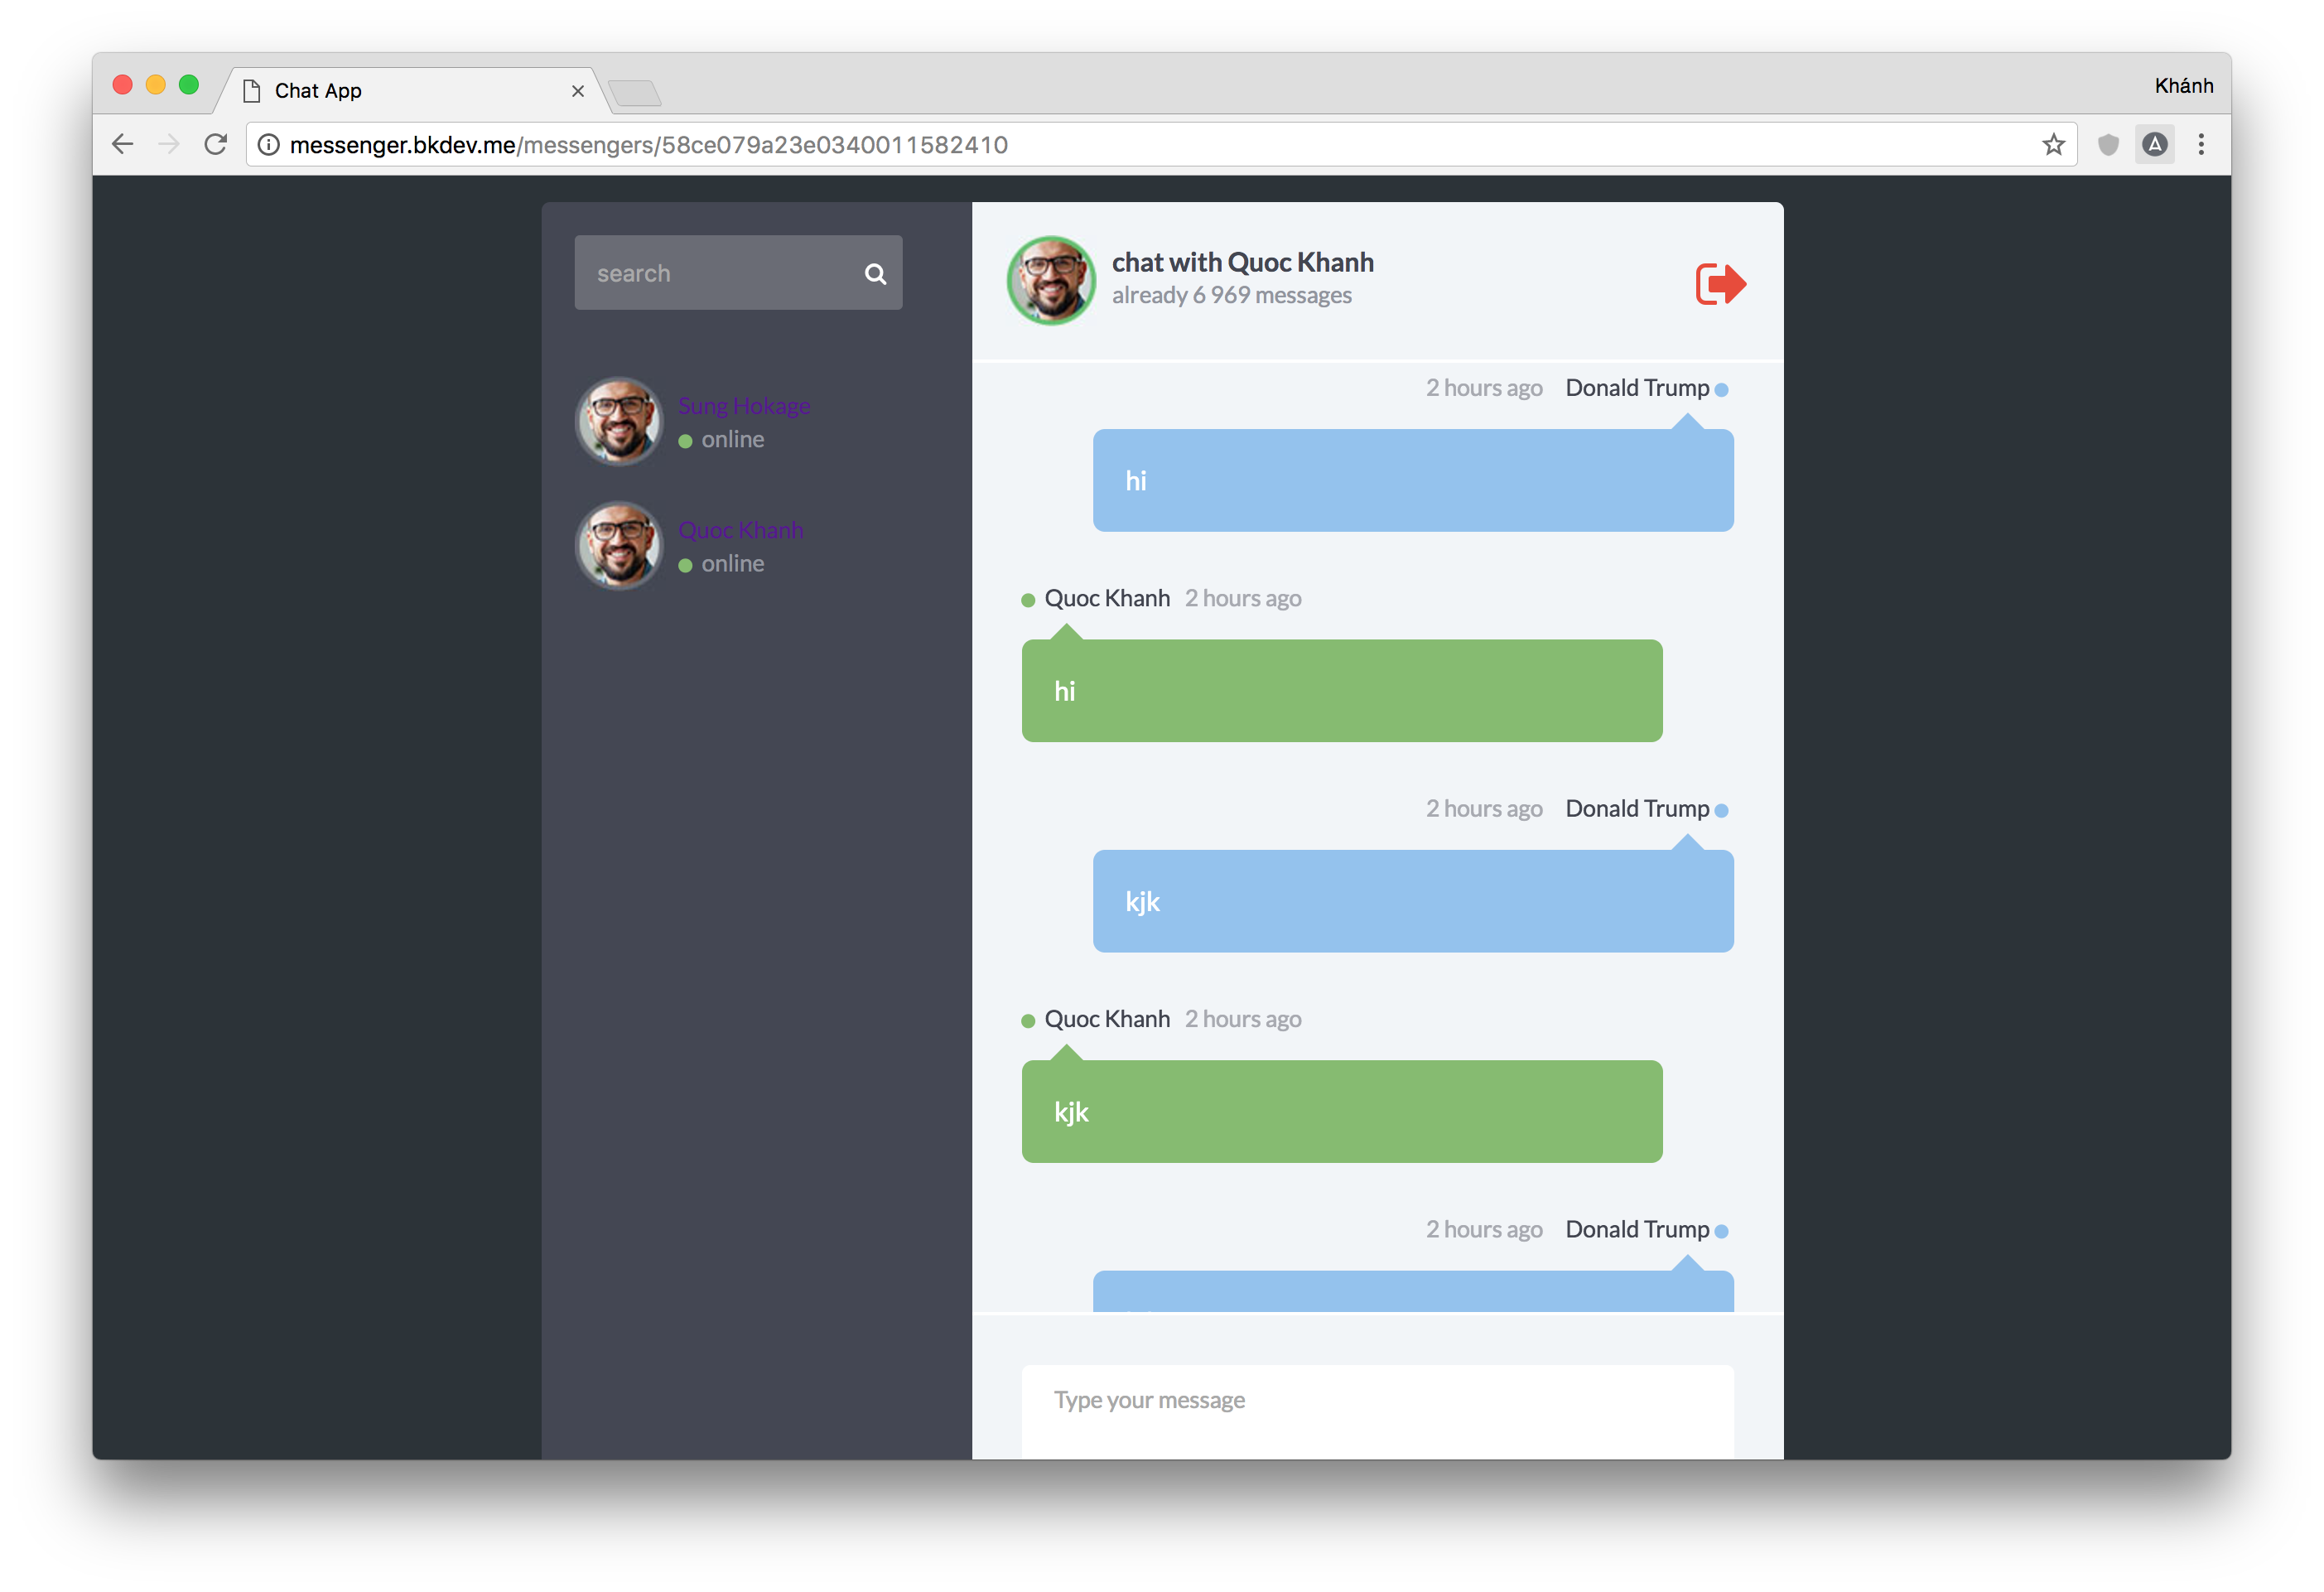 Chat App
Khánh
messenger.bkdev.me/messengers/58ce079a23e0340011582410
search
Sung Hokage
online
Quoc Khanh
online
chat with Quoc Khanh
already 6 969 messages
2 hours ago Donald Trump
hi
Quoc Khanh 2 hours ago
hi
2 hours ago Donald Trump
kjk
Quoc Khanh 2 hours ago
kjk
2 hours ago Donald Trump
Type your message